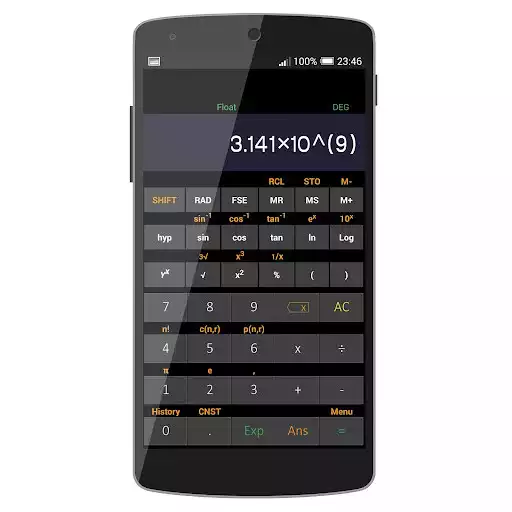 100% 23:46
Float DEG
3.141×10^(9)
RCL STO M-
SHIFT RAD FSE MR MS M+
sin⁻¹ cos⁻¹ tan⁻¹ eˣ 10ˣ
hyp sin cos tan ln Log
3√ x³ 1/x
yˣ √ x² % ( )
7 8 9 x AC
n! c(n,r) p(n,r)
4 5 6 x ÷
π e ,
1 2 3 + -
History CNST Menu
0 . Exp Ans =